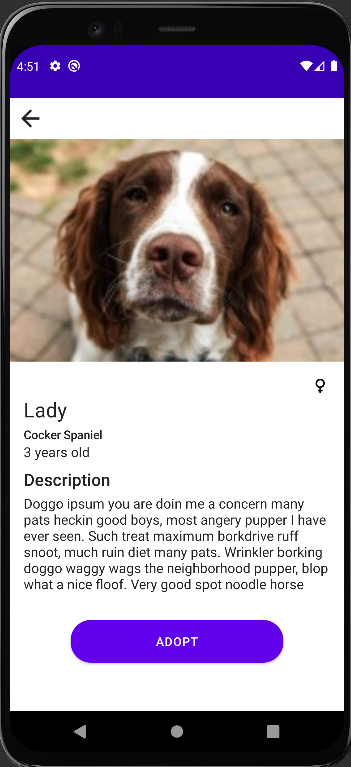 4:51
Lady
Cocker Spaniel
3 years old
Description
Doggo ipsum you are doin me a concern many
pats heckin good boys, most angery pupper I have
ever seen. Such treat maximum borkdrive ruff
snoot, much ruin diet many pats. Wrinkler borking
doggo waggy wags the neighborhood pupper, blop
what a nice floof. Very good spot noodle horse
ADOPT